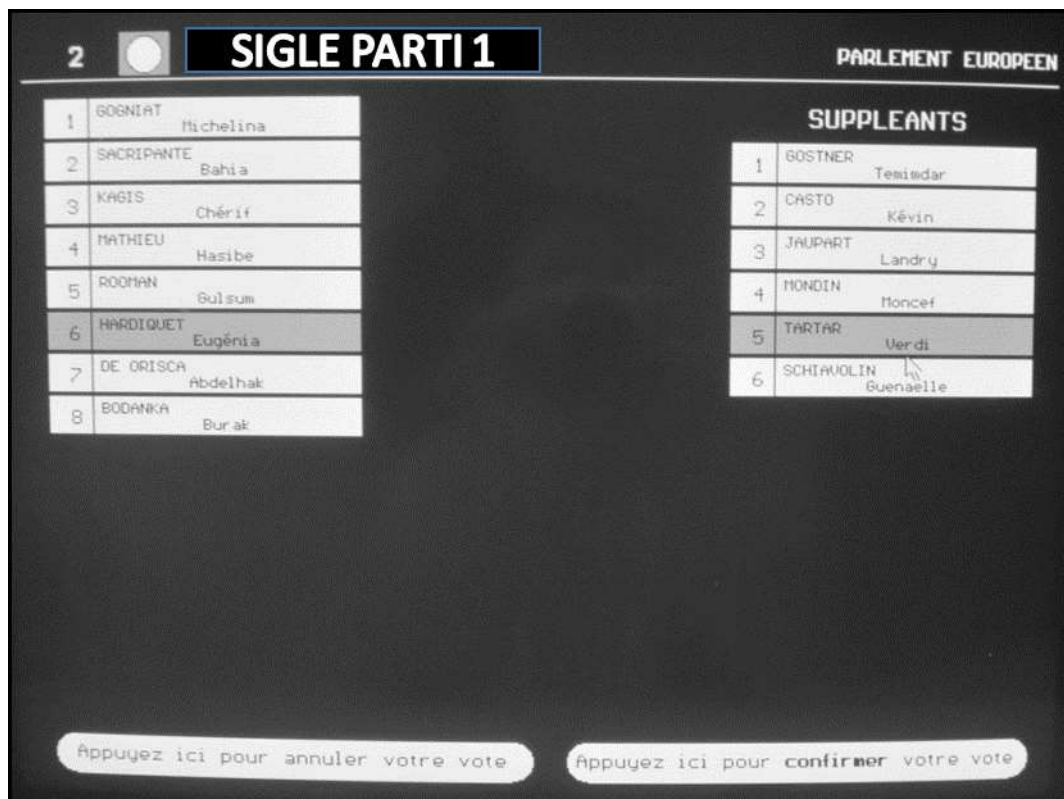 2 SIGLE PARTI 1 PARLEMENT EUROPEEN
1 GOGNIAT
Michelina
2 SACRIPANTE
Bahia
3 KAGIS
Chérif
4 MATHIEU
Hasibe
5 ROOMAN
Gulsum
6 HARDIQUET
Eugénia
7 DE ORISCA
Abdelhak
8 BODANKA
Burak
SUPPLEANTS
1 GOSTNER
Temimdar
2 CASTO
Kévin
3 JAUPART
Landry
4 MONDIN
Moncef
5 TARTAR
Verdi
6 SCHIAVOLIN
Guenaelle
Appuyez ici pour annuler votre vote
Appuyez ici pour confirmer votre vote